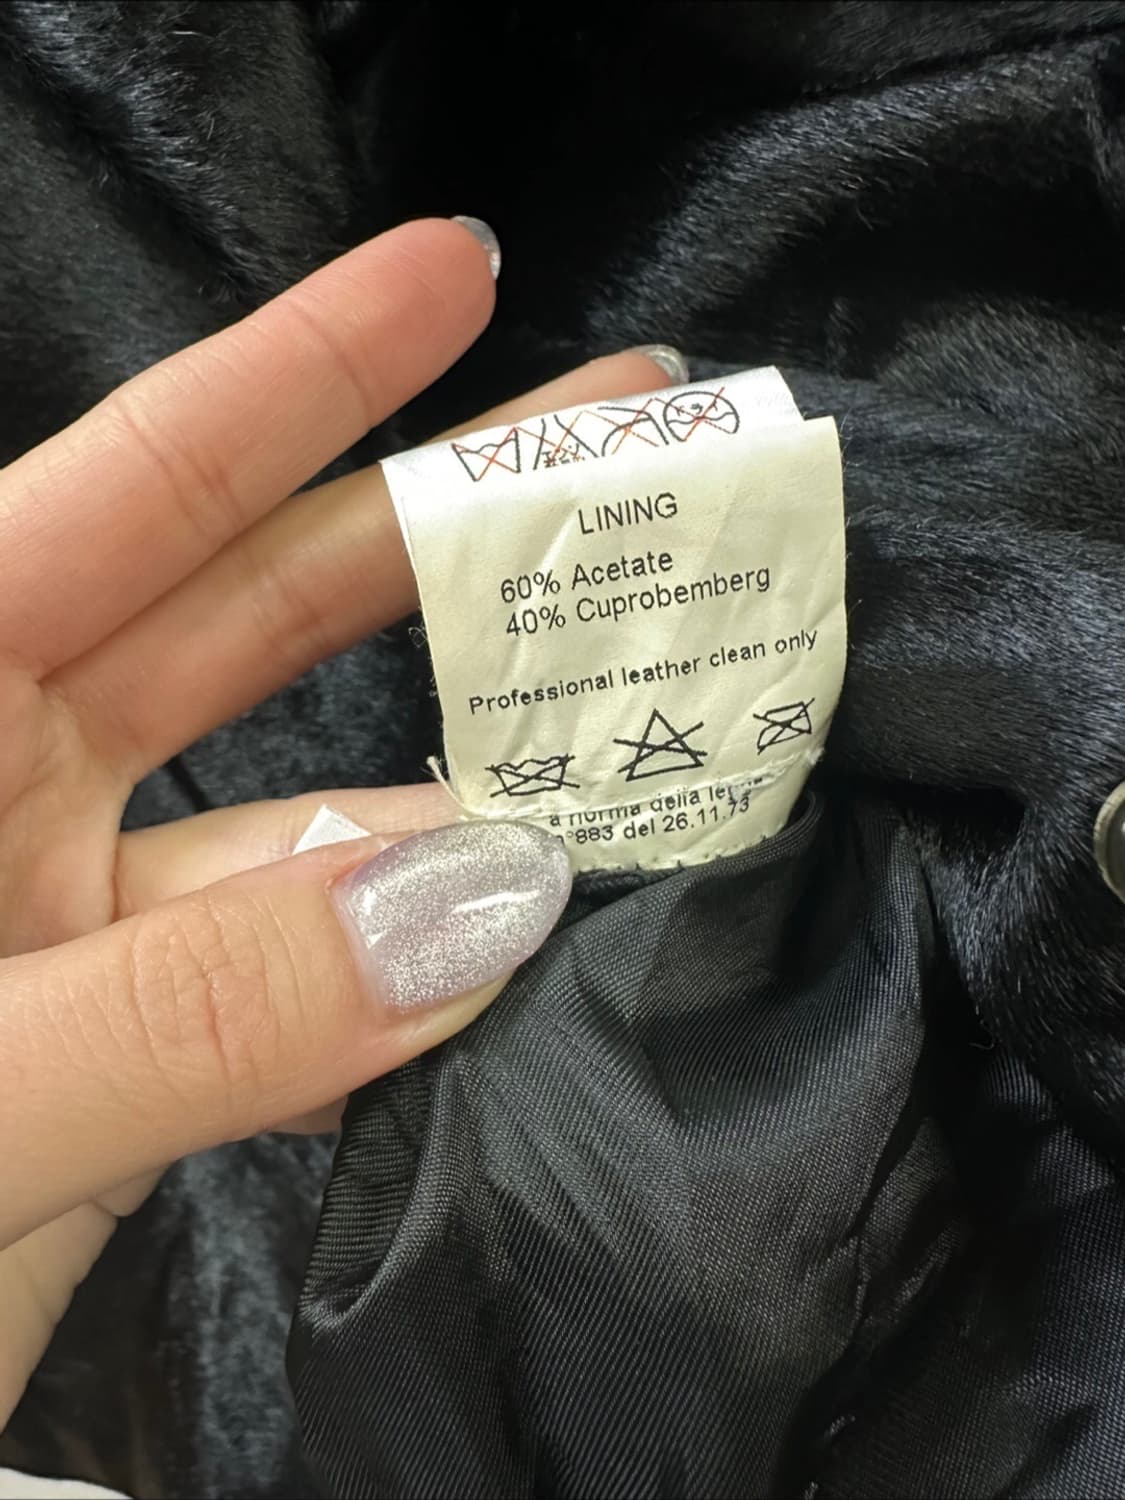 LINING
60% Acetate
40% Cuprobemberg
Professional leather clean only
a norma della
n°883 del 26.11.73